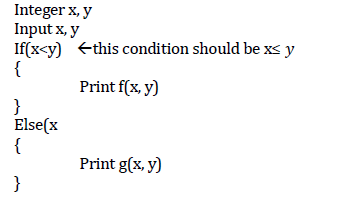 Integer x, y
Input x, y
If(x<y) ←this condition should be x≤ y
{
Print f(x, y)
}
Else(x
{
Print g(x, y)
}